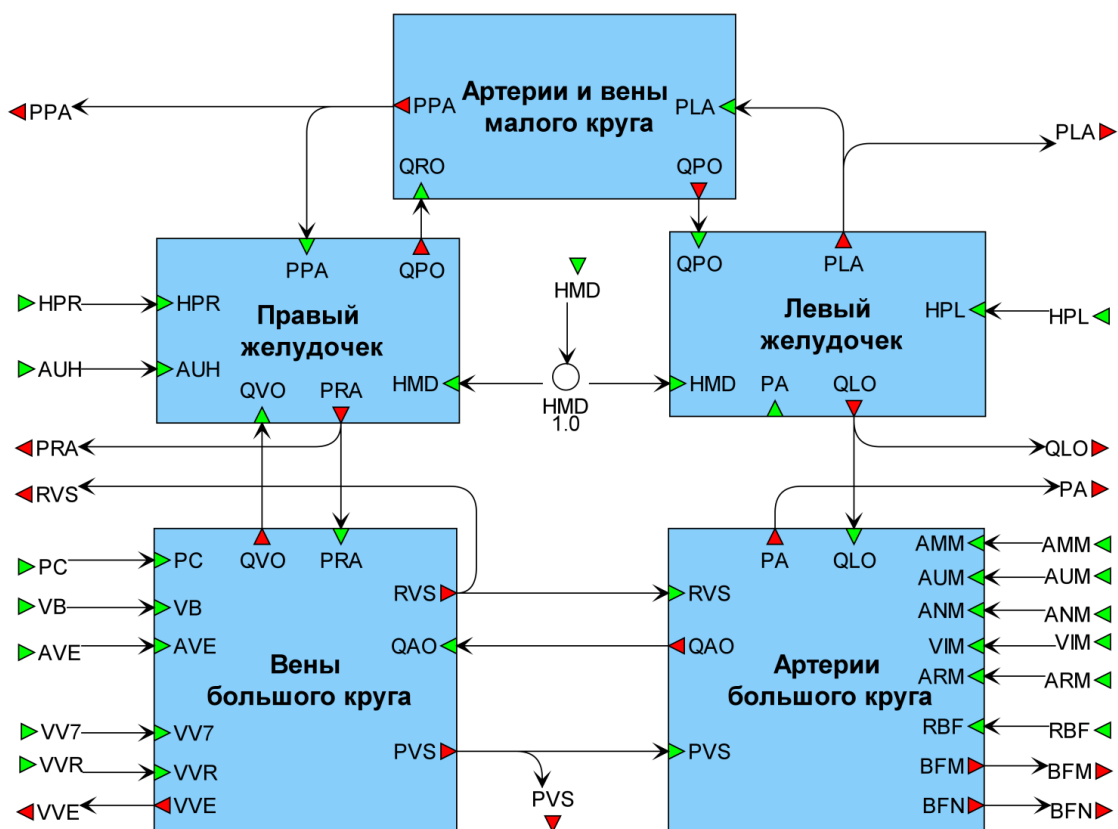 Артерии и вены
малого круга
PPA
PPA
PLA
PLA
QRO
QPO
PPA
QPO
HMD
QPO
PLA
HPR
HPR
Правый
желудочек
Левый
желудочек
HPL
HPL
AUH
AUH
QVO
PRA
HMD
HMD
1.0
HMD
PA
QLO
PRA
QLO
RVS
PA
PC
PC
QVO
PRA
PA
QLO
AMM
AMM
VB
VB
RVS
RVS
AUM
AUM
ANM
ANM
AVE
AVE
QAO
QAO
VIM
VIM
Вены
большого круга
Артерии
большого круга
ARM
ARM
VV7
VV7
RBF
RBF
VVR
VVR
PVS
PVS
BFM
BFM
VVE
VVE
PVS
BFN
BFN